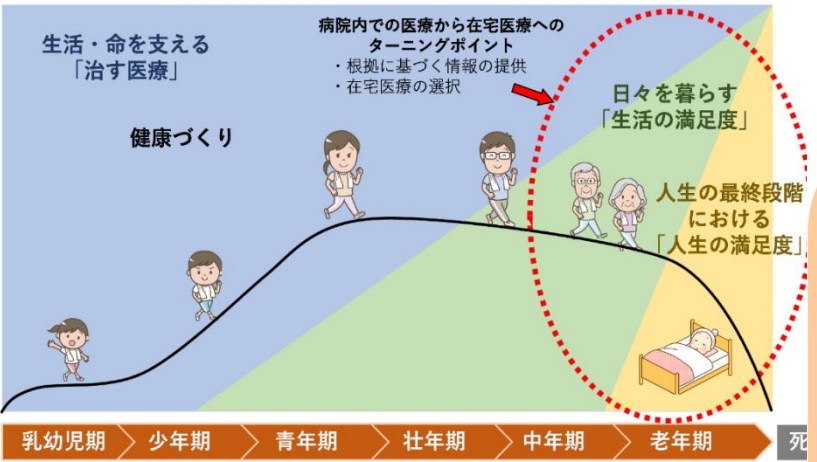 生活・命を支える
「治す医療」
病院内での医療から在宅医療への
ターニングポイント
・根拠に基づく情報の提供
・在宅医療の選択
健康づくり
日々を暮らす
「生活の満足度」
人生の最終段階
における
「人生の満足度」
乳幼児期
少年期
青年期
壮年期
中年期
老年期
死